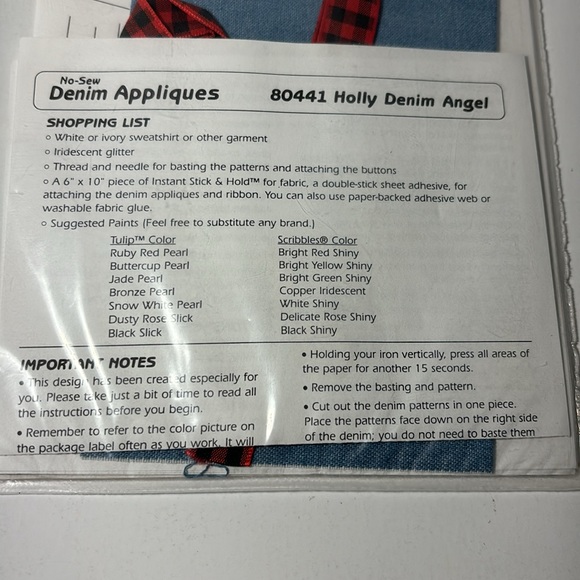 No-Sew
Denim Appliques
80441 Holly Denim Angel
SHOPPING LIST
○ White or ivory sweatshirt or other garment
○ Iridescent glitter
○ Thread and needle for basting the patterns and attaching the buttons
○ A 6" x 10" piece of Instant Stick & Hold™ for fabric, a double-stick sheet adhesive, for
attaching the denim appliques and ribbon. You can also use paper-backed adhesive web or
washable fabric glue.
○ Suggested Paints (Feel free to substitute any brand.)
Tulip™ Color
Ruby Red Pearl
Buttercup Pearl
Jade Pearl
Bronze Pearl
Snow White Pearl
Dusty Rose Slick
Black Slick
Scribbles® Color
Bright Red Shiny
Bright Yellow Shiny
Bright Green Shiny
Copper Iridescent
White Shiny
Delicate Rose Shiny
Black Shiny
IMPORTANT NOTES
• This design has been created especially for
you. Please take just a bit of time to read all
the instructions before you begin.
• Remember to refer to the color picture on
the package label often as you work. It will
• Holding your iron vertically, press all areas of
the paper for another 15 seconds.
• Remove the basting and pattern.
• Cut out the denim patterns in one piece.
Place the patterns face down on the right side
of the denim; you do not need to baste them